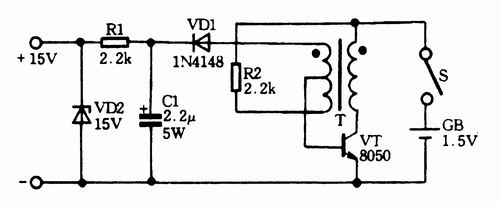 R1
VD1
+15V
2.2k
1N4148
R2
2.2k
S
VD2
15V
C1
+
2.2μ
5W
T
VT
8050
GB
1.5V
−